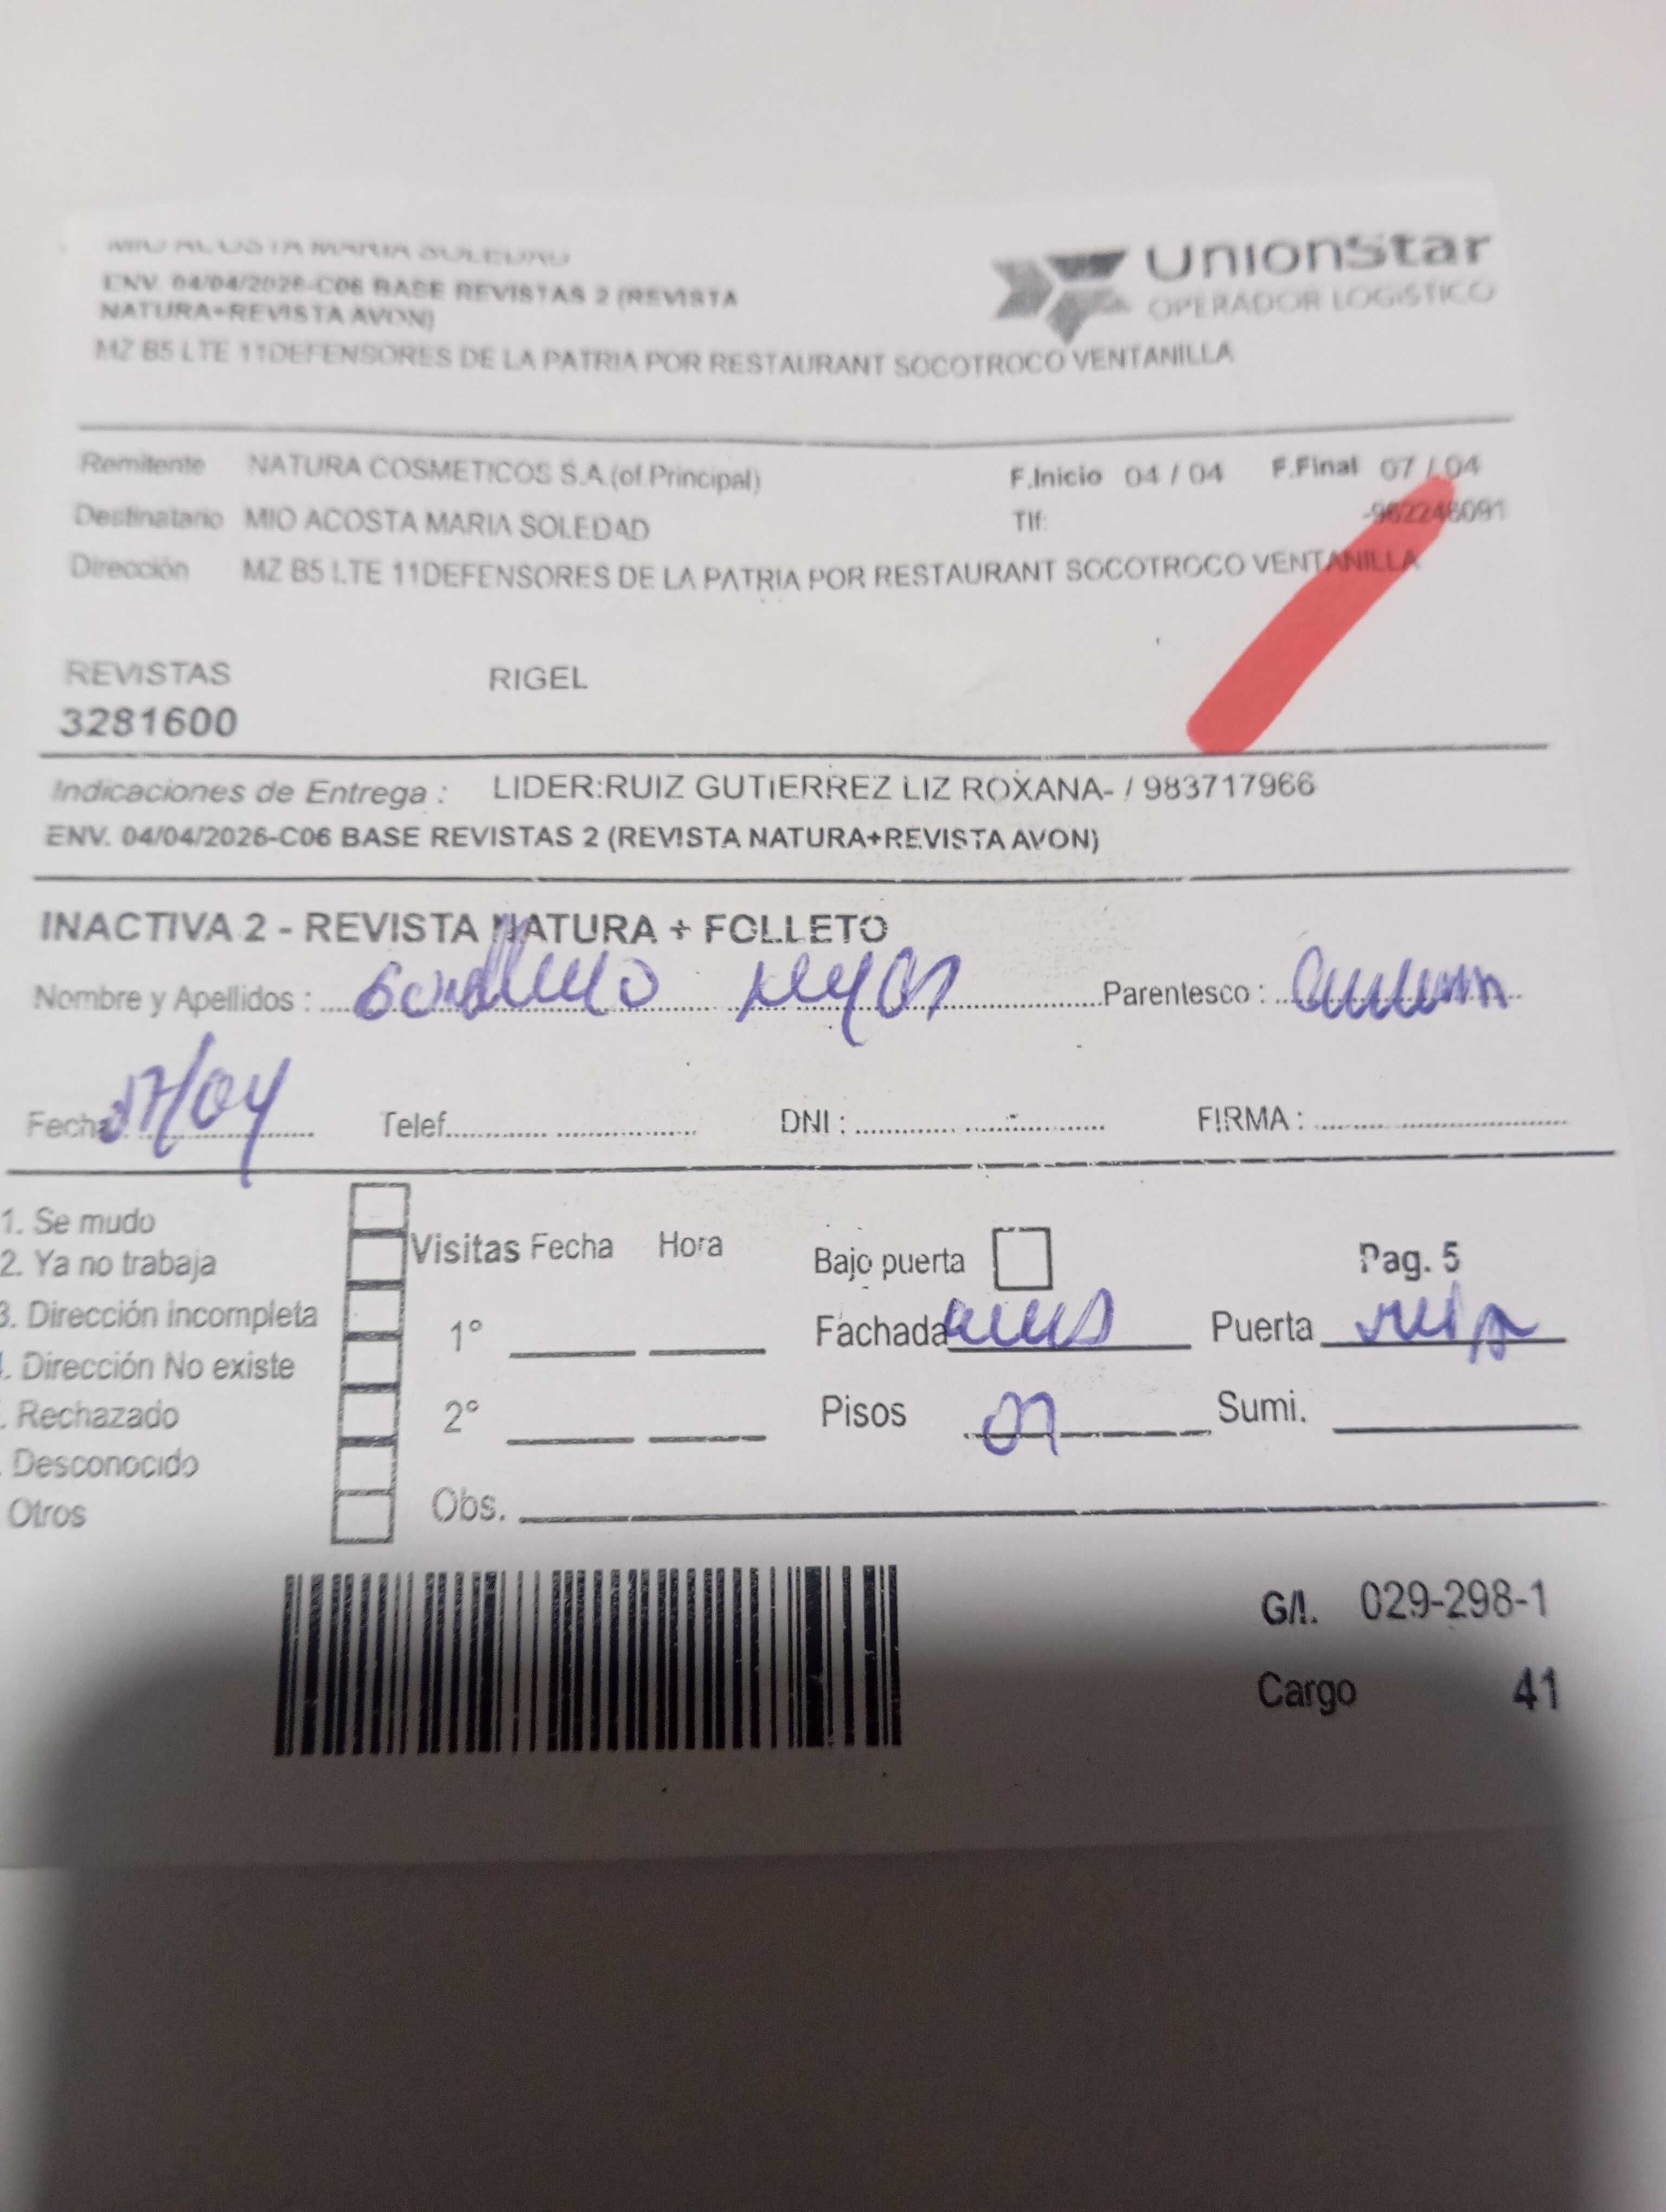 MIO ACOSTA MARIA SOLEDAD
ENV. 04/04/2026-C06 BASE REVISTAS 2 (REVISTA
NATURA+REVISTA AVON)
MZ B5 LTE 11DEFENSORES DE LA PATRIA POR RESTAURANT SOCOTROCO VENTANILLA
UnionStar
OPERADOR LOGISTICO
Remitente NATURA COSMETICOS S.A.(of.Principal) F.Inicio 04 / 04 F.Final 07 / 04
Destinatario MIO ACOSTA MARIA SOLEDAD Tlf: -962246091
Dirección MZ B5 LTE 11DEFENSORES DE LA PATRIA POR RESTAURANT SOCOTROCO VENTANILLA
REVISTAS RIGEL
3281600
Indicaciones de Entrega : LIDER:RUIZ GUTIERREZ LIZ ROXANA- / 983717966
ENV. 04/04/2026-C06 BASE REVISTAS 2 (REVISTA NATURA+REVISTA AVON)
INACTIVA 2 - REVISTA NATURA + FOLLETO
Nombre y Apellidos : Parentesco :
Fecha 07/04 Telef. DNI : FIRMA :
1. Se mudo
2. Ya no trabaja
3. Dirección incompleta
. Dirección No existe
. Rechazado
. Desconocido
Otros
Visitas Fecha Hora
1°
2°
Obs.
Bajo puerta Pag. 5
Fachada Puerta
Pisos Sumi.
G/I. 029-298-1
Cargo 41